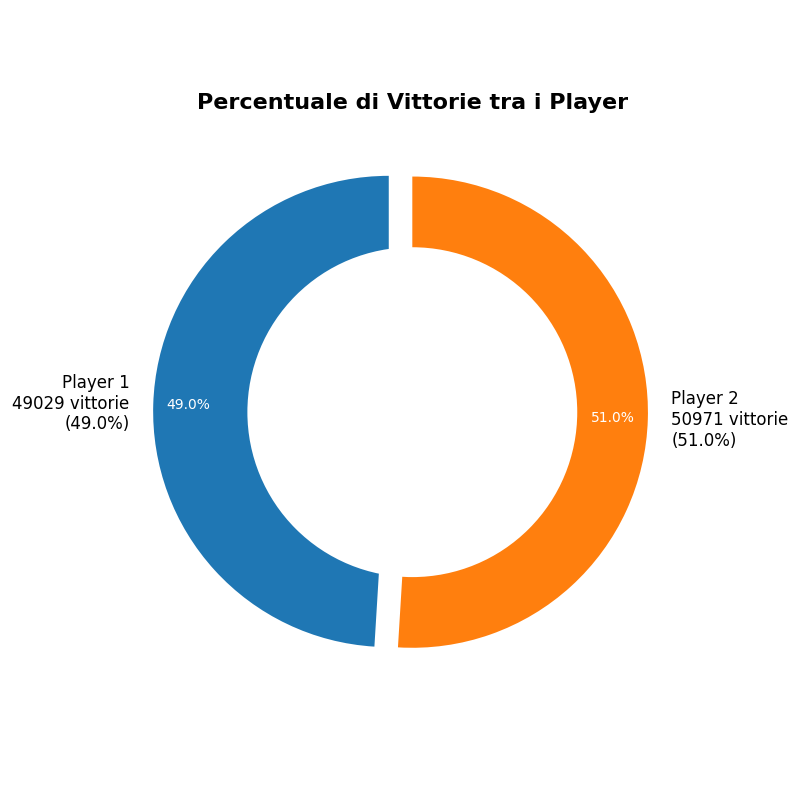 Percentuale di Vittorie tra i Player
Player 1
49029 vittorie
(49.0%)
49.0%
51.0%
Player 2
50971 vittorie
(51.0%)